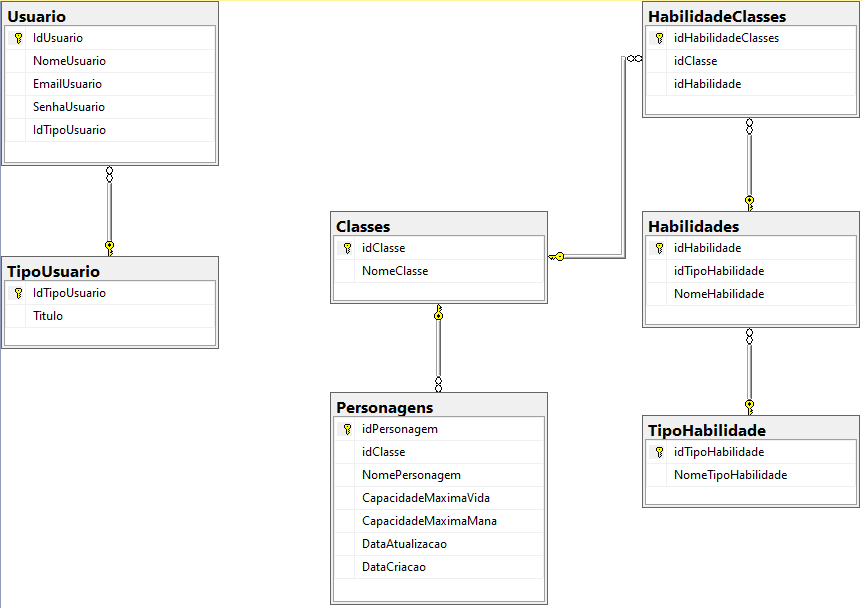 Usuario
IdUsuario
NomeUsuario
EmailUsuario
SenhaUsuario
IdTipoUsuario
TipoUsuario
IdTipoUsuario
Titulo
Classes
idClasse
NomeClasse
Personagens
idPersonagem
idClasse
NomePersonagem
CapacidadeMaximaVida
CapacidadeMaximaMana
DataAtualizacao
DataCriacao
HabilidadeClasses
idHabilidadeClasses
idClasse
idHabilidade
Habilidades
idHabilidade
idTipoHabilidade
NomeHabilidade
TipoHabilidade
idTipoHabilidade
NomeTipoHabilidade